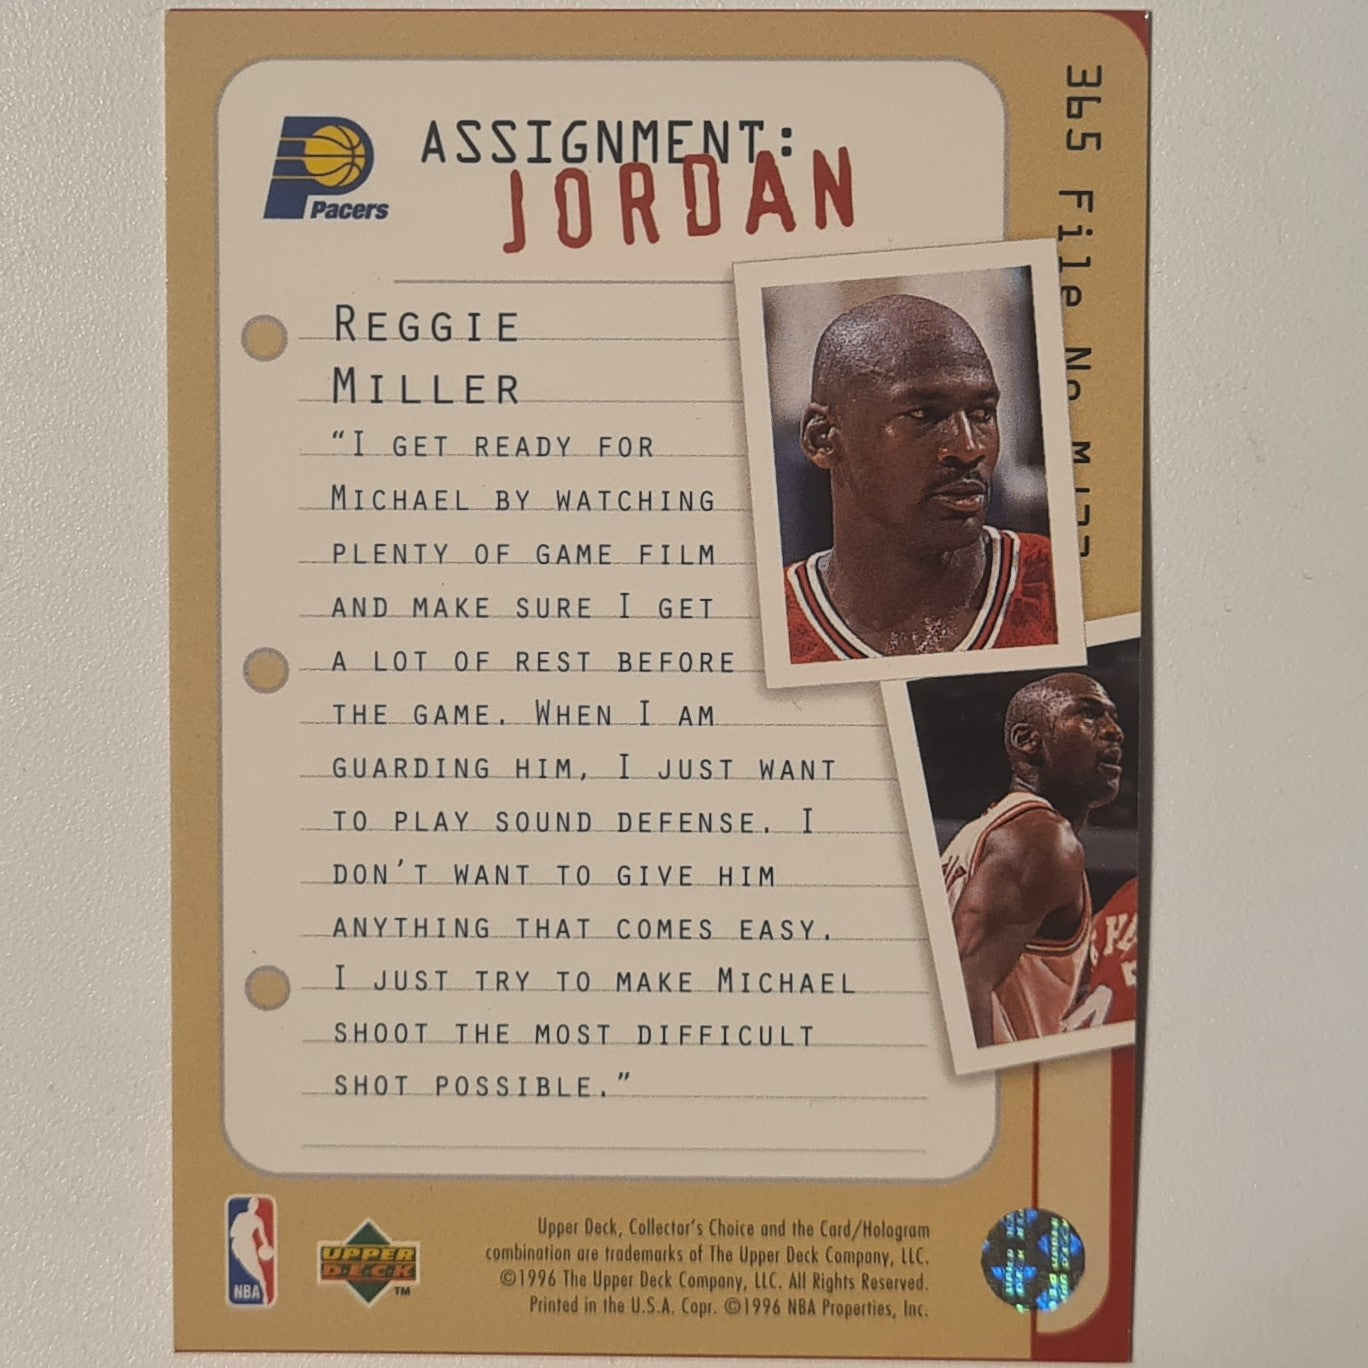 Pacers
ASSIGNMENT:
JORDAN
365 File No
REGGIE
MILLER
“I GET READY FOR
MICHAEL BY WATCHING
PLENTY OF GAME FILM
AND MAKE SURE I GET
A LOT OF REST BEFORE
THE GAME. WHEN I AM
GUARDING HIM, I JUST WANT
TO PLAY SOUND DEFENSE. I
DON'T WANT TO GIVE HIM
ANYTHING THAT COMES EASY.
I JUST TRY TO MAKE MICHAEL
SHOOT THE MOST DIFFICULT
SHOT POSSIBLE.”
NBA
UPPER
DECK
TM
Upper Deck, Collector's Choice and the Card/Hologram
combination are trademarks of The Upper Deck Company, LLC.
©1996 The Upper Deck Company, LLC. All Rights Reserved.
Printed in the U.S.A. Copr. ©1996 NBA Properties, Inc.